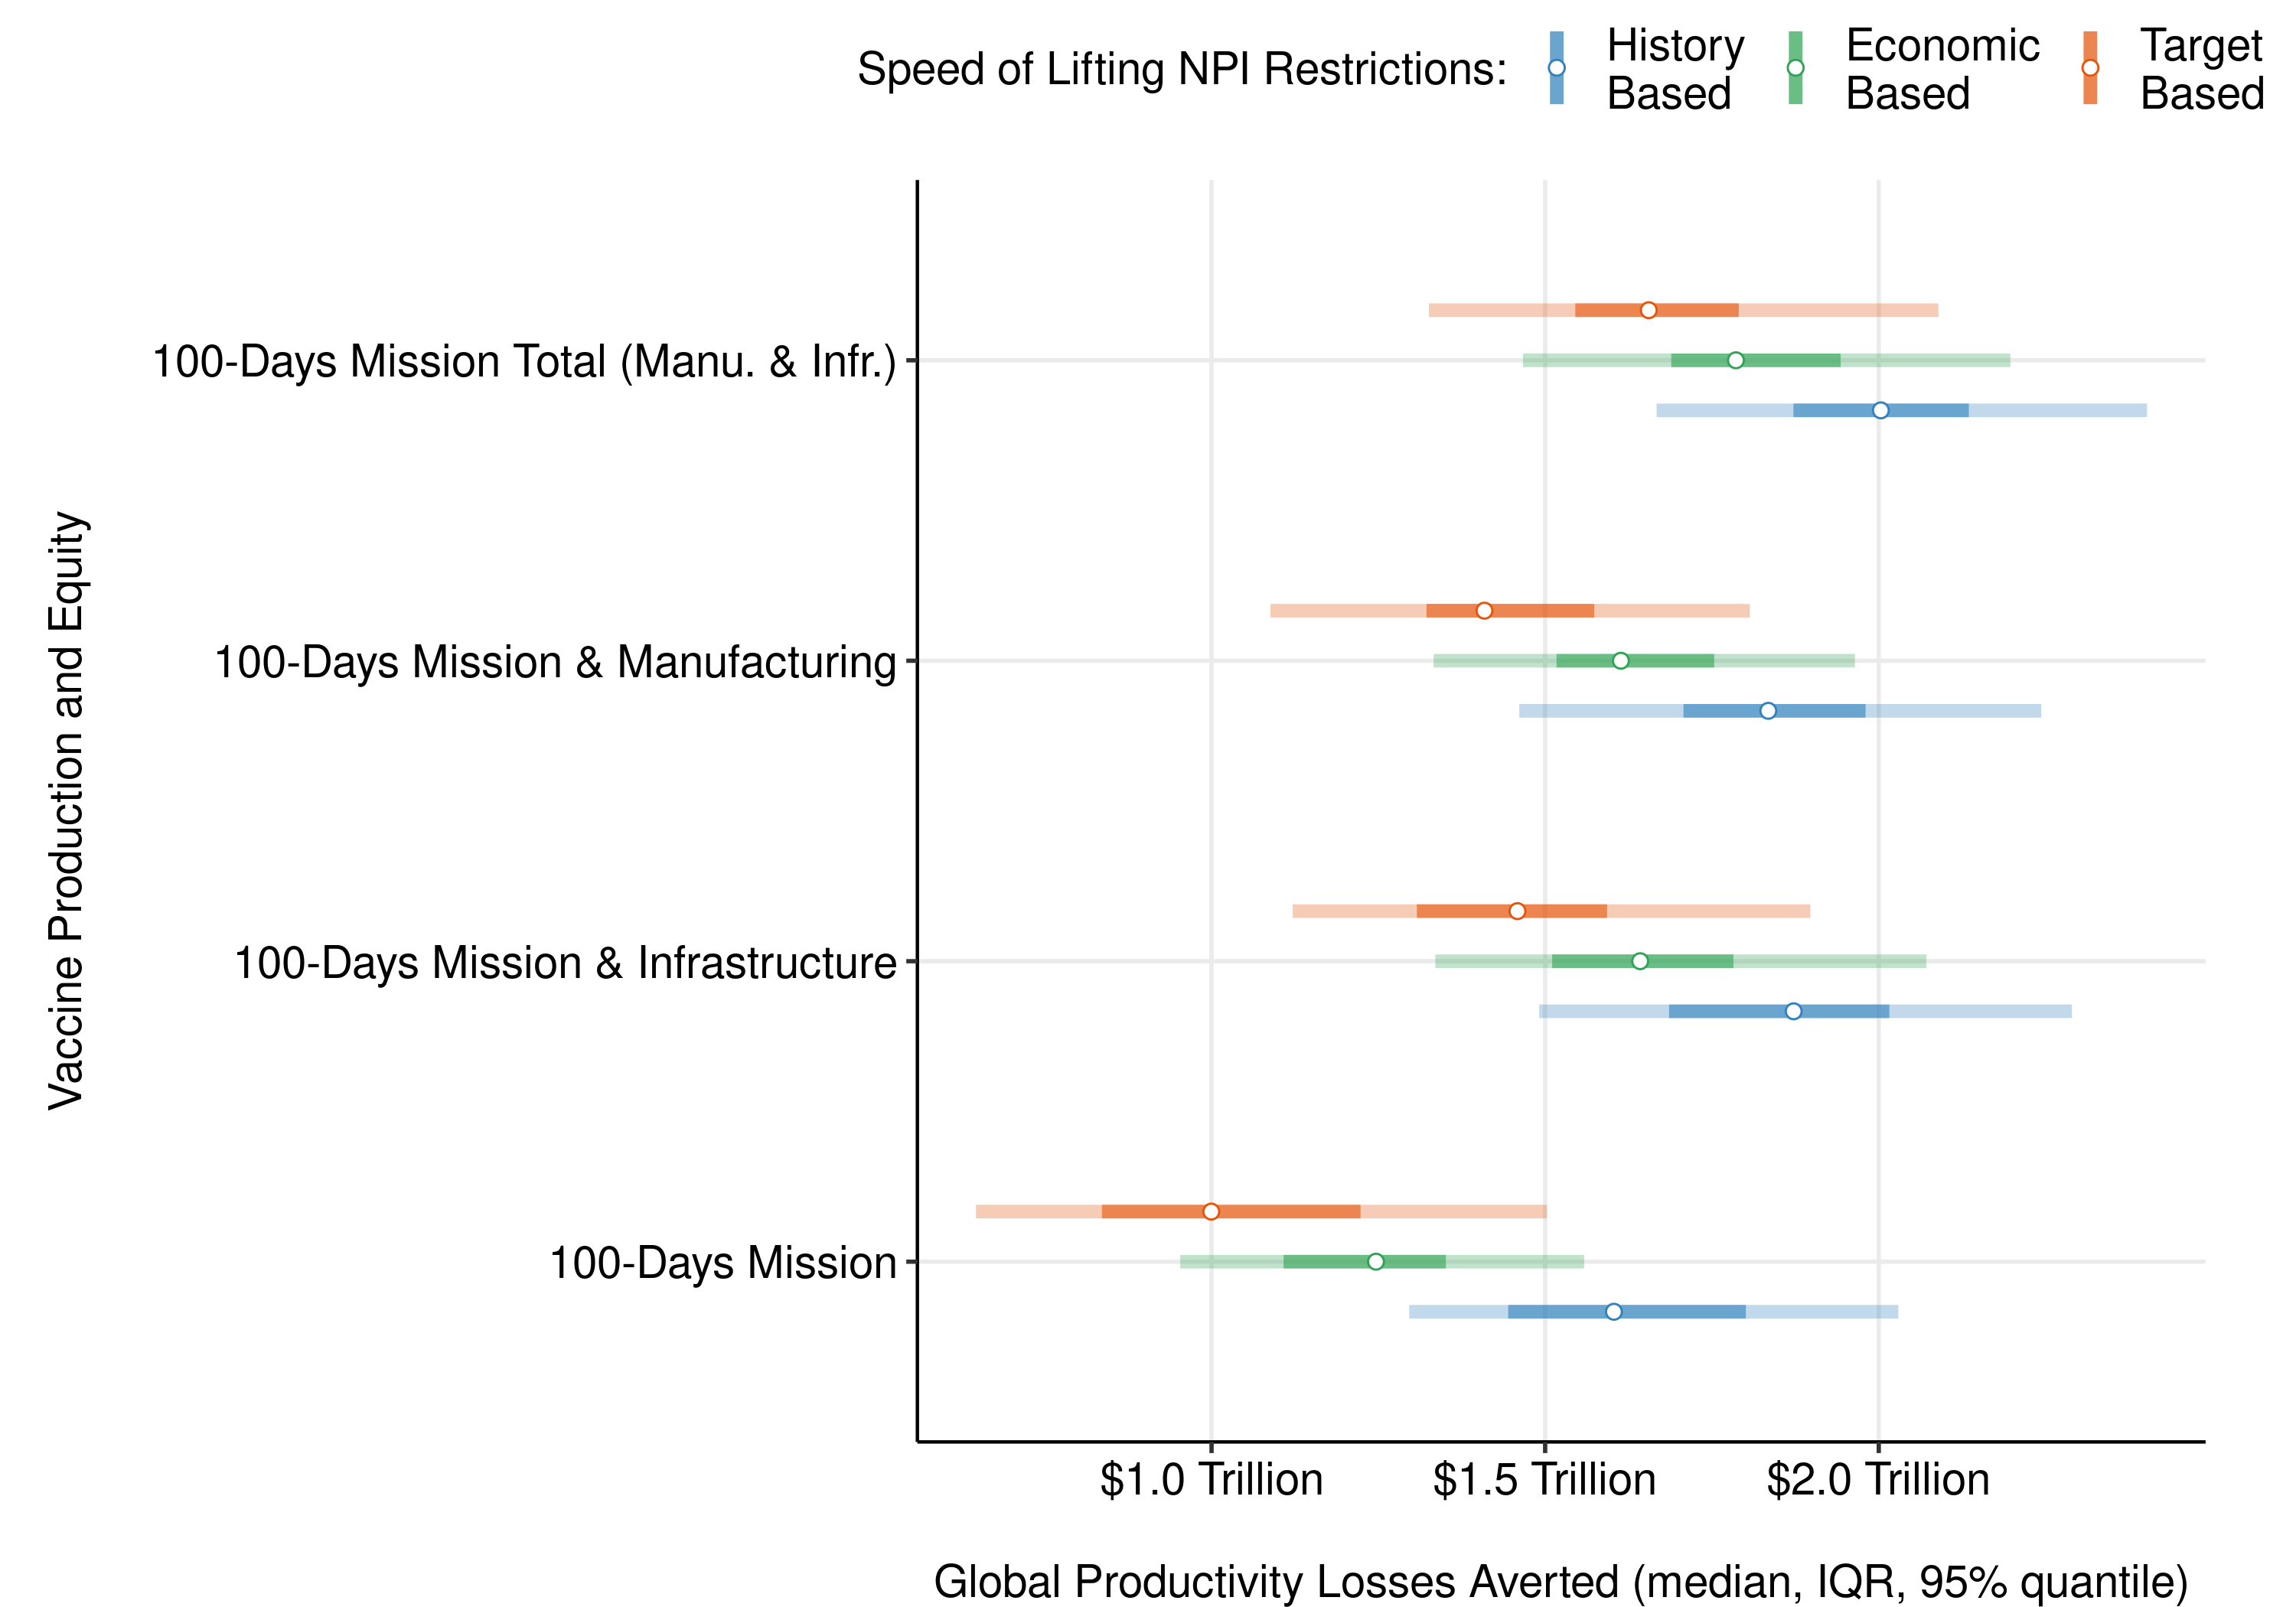 Speed of Lifting NPI Restrictions:
History
Based
Economic
Based
Target
Based
Vaccine Production and Equity
100-Days Mission Total (Manu. & Infr.)
100-Days Mission & Manufacturing
100-Days Mission & Infrastructure
100-Days Mission
$1.0 Trillion
$1.5 Trillion
$2.0 Trillion
Global Productivity Losses Averted (median, IQR, 95% quantile)